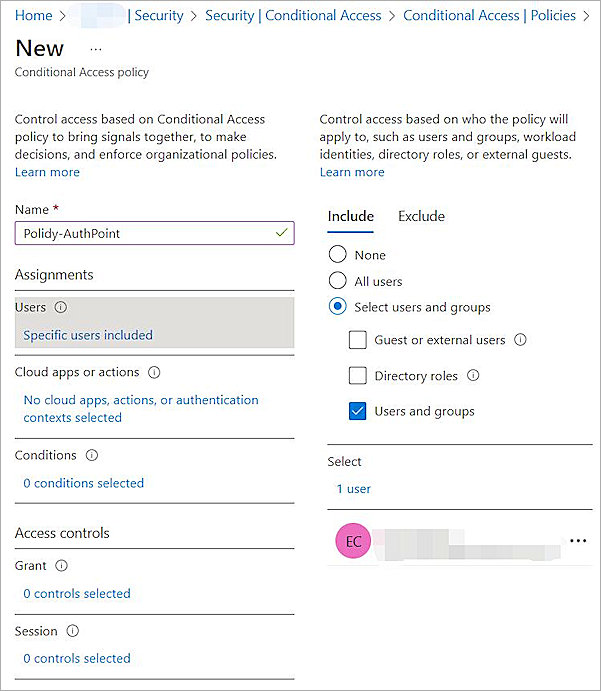 Home > | Security > Security | Conditional Access > Conditional Access | Policies >
New ...
Conditional Access policy
Control access based on Conditional Access
policy to bring signals together, to make
decisions, and enforce organizational policies.
Learn more
Name *
Polidy-AuthPoint
Assignments
Users
Specific users included
Cloud apps or actions
No cloud apps, actions, or authentication
contexts selected
Conditions
0 conditions selected
Access controls
Grant
0 controls selected
Session
0 controls selected
Control access based on who the policy will
apply to, such as users and groups, workload
identities, directory roles, or external guests.
Learn more
Include Exclude
None
All users
Select users and groups
Guest or external users
Directory roles
Users and groups
Select
1 user
EC ...